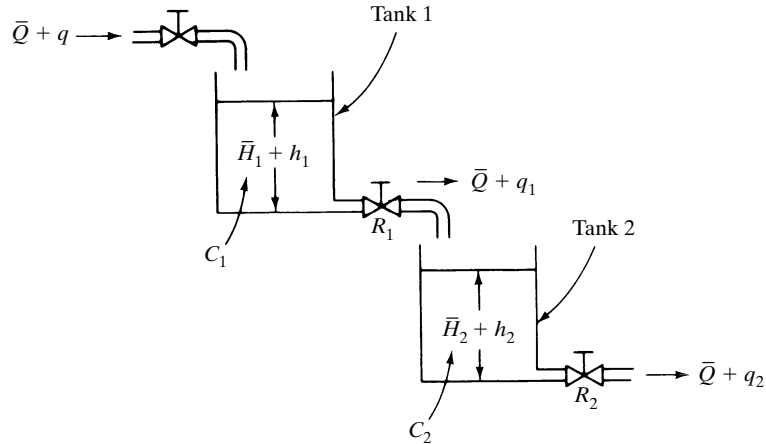 Tank 1
Q̄ + q
H̄₁ + h₁
Q̄ + q₁
R₁
C₁
Tank 2
H̄₂ + h₂
Q̄ + q₂
R₂
C₂